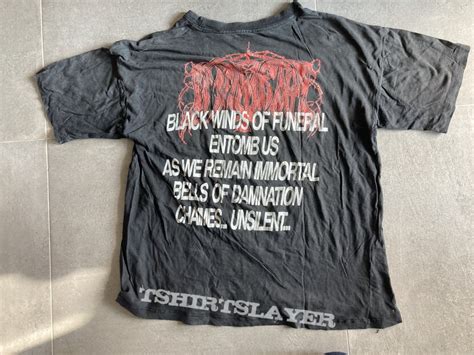 BLACK WINDS OF FUNERAL
ENTOMB US
AS WE REMAIN IMMORTAL
BELLS OF DAMNATION
CHAIMES.. UNSILENT...
TSHIRTSLAYER